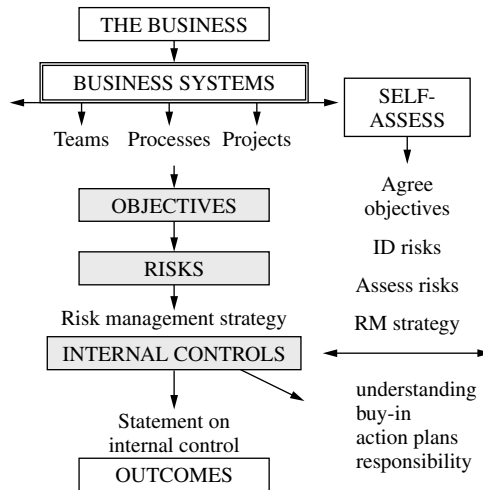 THE BUSINESS
BUSINESS SYSTEMS
Teams Processes Projects
OBJECTIVES
RISKS
Risk management strategy
INTERNAL CONTROLS
Statement on
internal control
OUTCOMES
SELF-
ASSESS
Agree
objectives
ID risks
Assess risks
RM strategy
understanding
buy-in
action plans
responsibility